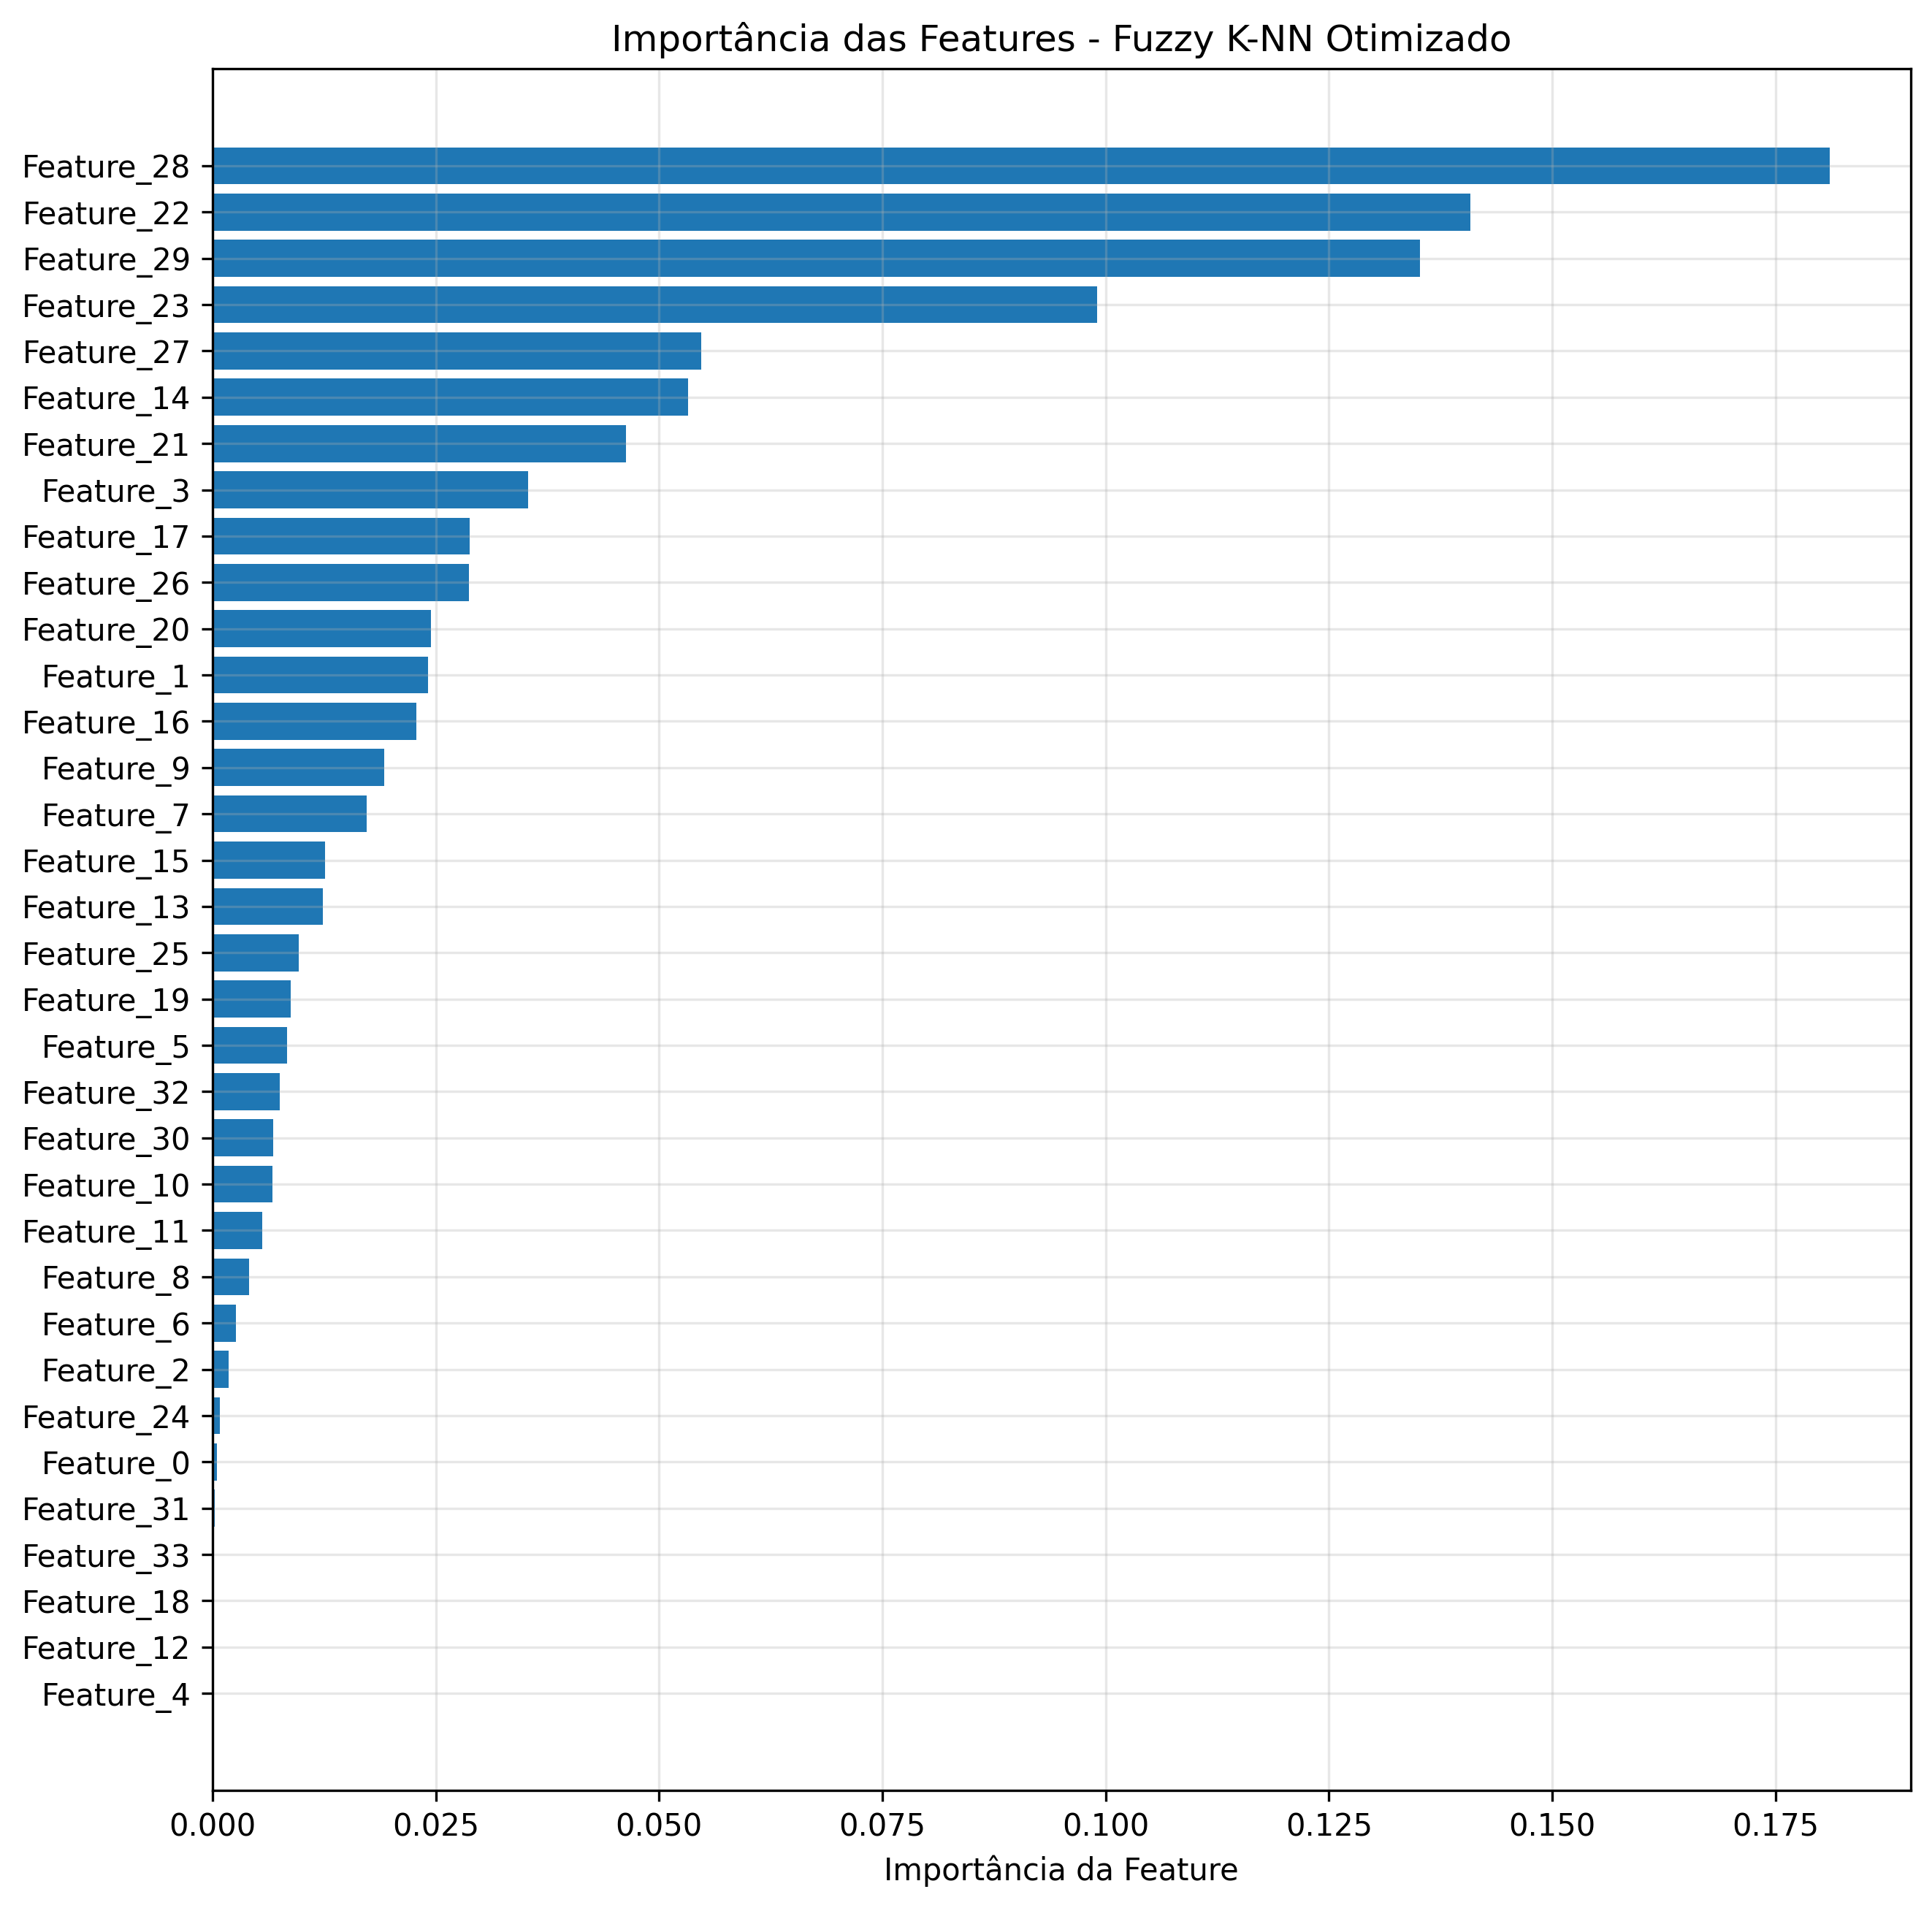 Importância das Features - Fuzzy K-NN Otimizado
Feature_28
Feature_22
Feature_29
Feature_23
Feature_27
Feature_14
Feature_21
Feature_3
Feature_17
Feature_26
Feature_20
Feature_1
Feature_16
Feature_9
Feature_7
Feature_15
Feature_13
Feature_25
Feature_19
Feature_5
Feature_32
Feature_30
Feature_10
Feature_11
Feature_8
Feature_6
Feature_2
Feature_24
Feature_0
Feature_31
Feature_33
Feature_18
Feature_12
Feature_4
0.000 0.025 0.050 0.075 0.100 0.125 0.150 0.175
Importância da Feature